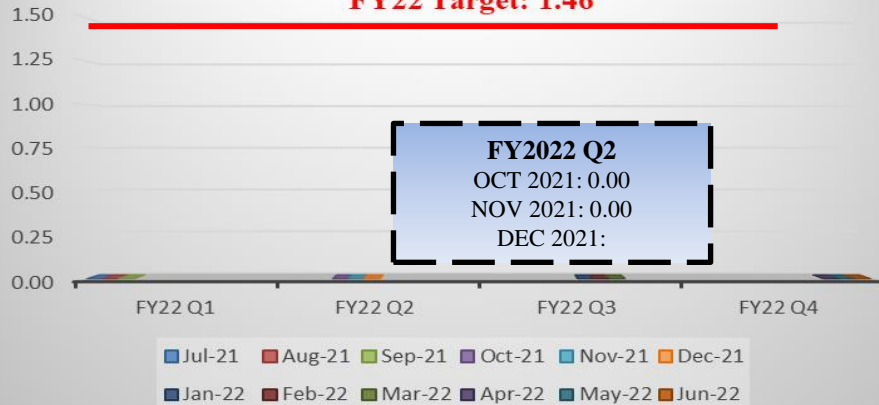 FY22 Target: 1.46
1.50
1.25
1.00
0.75
0.50
0.25
0.00
FY2022 Q2
OCT 2021: 0.00
NOV 2021: 0.00
DEC 2021:
FY22 Q1 FY22 Q2 FY22 Q3 FY22 Q4
Jul-21 Aug-21 Sep-21 Oct-21 Nov-21 Dec-21
Jan-22 Feb-22 Mar-22 Apr-22 May-22 Jun-22